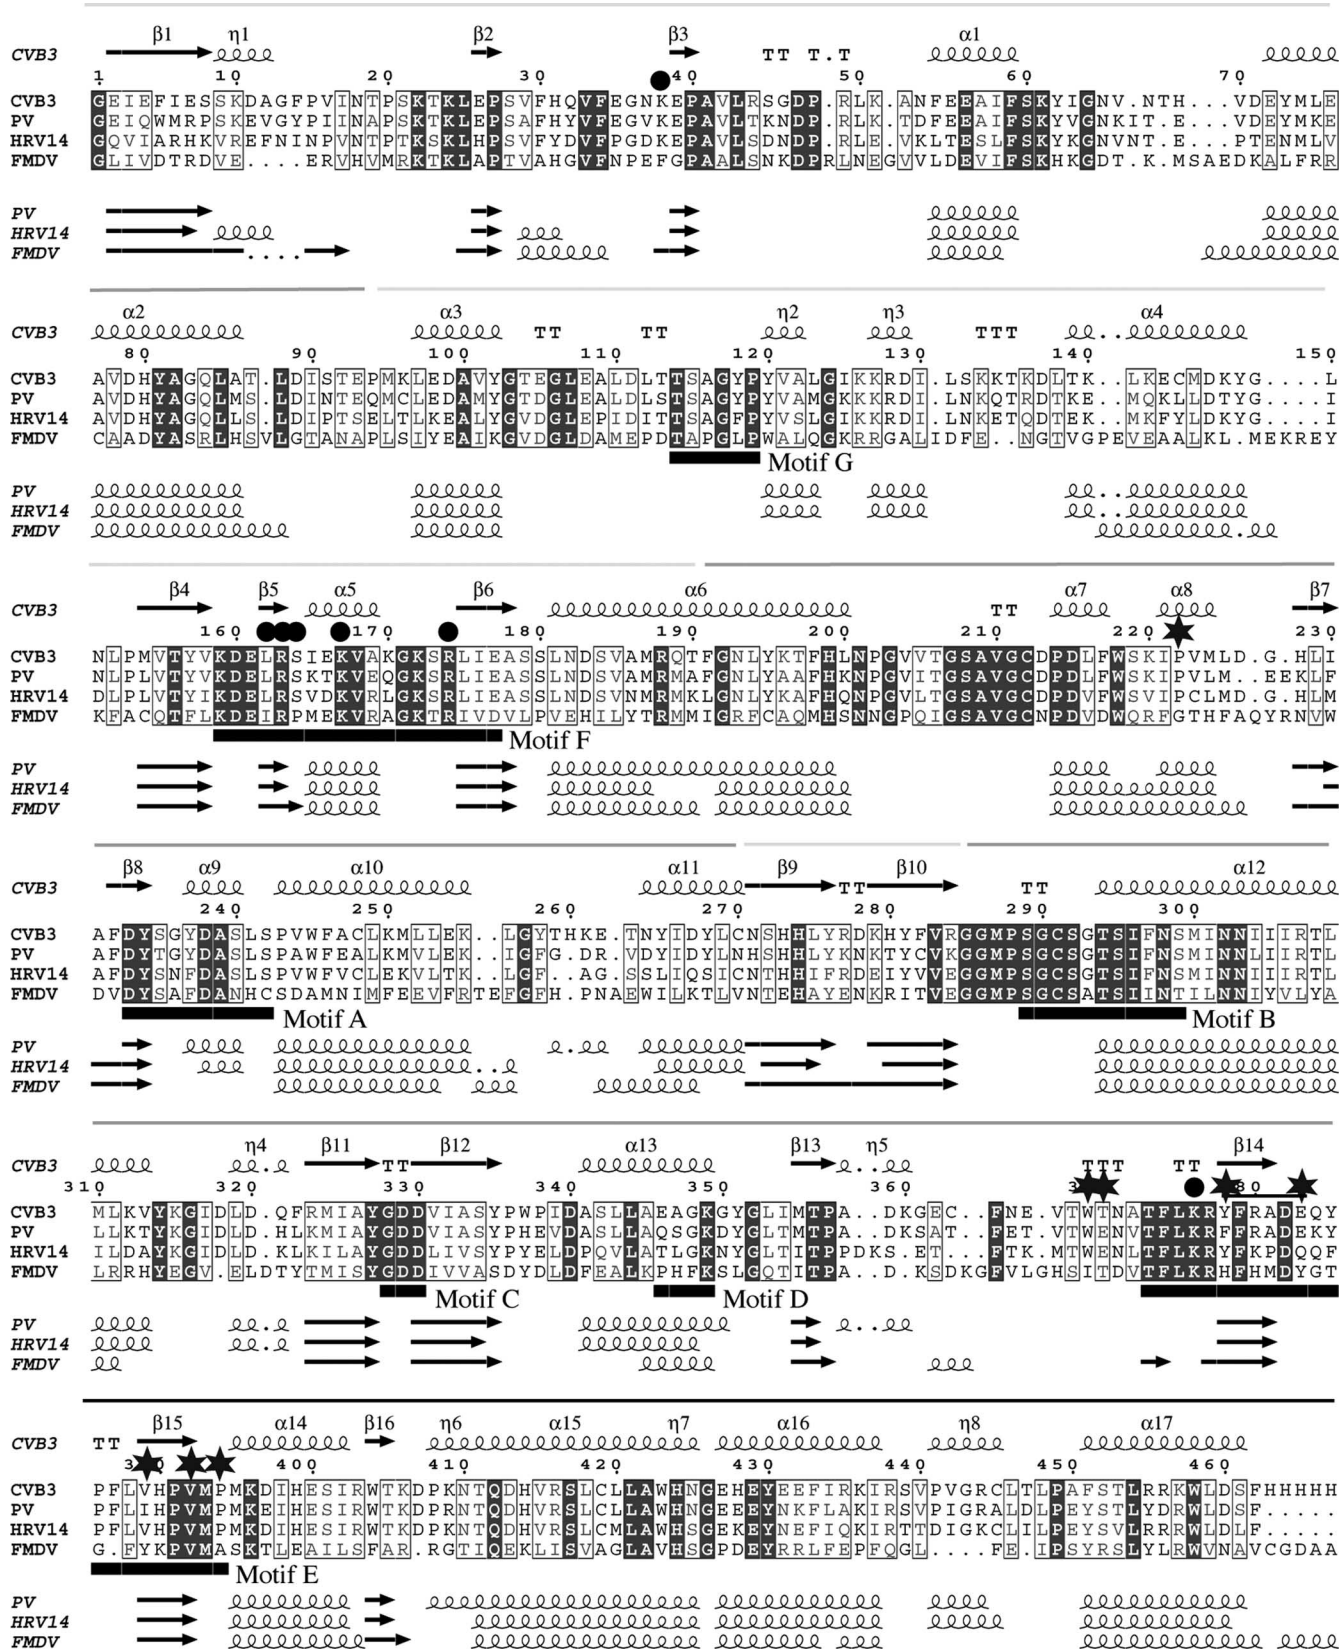 β1 η1 β2 β3 α1
CVB3 TT T.T
1 10 20 30 40 50 60 70
CVB3 GEIEFIESSKDAGFPVINTPSKTKLEPSVFHQVFEGNKEPAVLRSGDP.RLK.ANFEEAIFSKYIGNV.NTH...VDEYMLE
PV GEIQWMRPSKEVGYPIINAPSKTKLEPSAFHYVFEGVKEPAVLTKNDP.RLK.TDFEEAIFSKYVGNKIT.E...VDEYMKE
HRV14 GQVIARHKVREFNINPVNTPTKSKLHPSVFYDVFPGDKEPAVLSDNDP.RLE.VKLTESLFSKYKGNVNT.E...PTENMLV
FMDV GLIVDTRDVE....ERVHVMRKTKLAPTVAHGVFNPEFGPAALSNKDPRLNEGVVLDEVIFSKHKGDT.K.MSAEDKALFRR
PV
HRV14
FMDV ....
α2 α3 η2 η3 α4
CVB3 TT TT TTT ..
80 90 100 110 120 130 140 150
CVB3 AVDHYAGQLAT.LDISTEPMKLEDAVYGTEGLEALDLTTSAGYPYVALGIKKRDI.LSKKTKDLTK..LKECMDKYG....L
PV AVDHYAGQLMS.LDINTEQMCLEDAMYGTDGLEALDLSTSAGYPYVAMGKKKRDI.LNKQTRDTKE..MQKLLDTYG....I
HRV14 AVDHYAGQLLS.LDIPTSELTLKEALYGVDGLEPIDITTSAGFPYVSLGIKKRDI.LNKETQDTEK..MKFYLDKYG....I
FMDV CAADYASRLHSVLGTANAPLSIYEAIKGVDGLDAMEPDTAPGLPWALQGKRRGALIDFE..NGTVGPEVEAALKL.MEKREY
Motif G
PV ..
HRV14 ..
FMDV .
β4 β5 α5 β6 α6 α7 α8 β7
CVB3 TT
160 170 180 190 200 210 220 230
CVB3 NLPMVTYVKDELRSIEKVAKGKSRLIEASSLNDSVAMRQTFGNLYKTFHLNPGVVTGSAVGCDPDLFWSKIPVMLD.G.HLI
PV NLPLVTYVKDELRSKTKVEQGKSRLIEASSLNDSVAMRMAFGNLYAAFHKNPGVITGSAVGCDPDLFWSKIPVLM..EEKLF
HRV14 DLPLVTYIKDELRSVDKVRLGKSRLIEASSLNDSVNMRMKLGNLYKAFHQNPGVLTGSAVGCDPDVFWSVIPCLMD.G.HLM
FMDV KFACQTFLKDEIRPMEKVRAGKTRIVDVLPVEHILYTRMMIGRFCAQMHSNNGPQIGSAVGCNPDVDWQRFGTHFAQYRNVW
Motif F
PV
HRV14
FMDV
β8 α9 α10 α11 β9 β10 α12
CVB3 TT TT
240 250 260 270 280 290 300
CVB3 AFDYSGYDASLSPVWFACLKMLLEK..LGYTHKE.TNYIDYLCNSHHLYRDKHYFVRGGMPSGCSGTSIFNSMINNIIIRTL
PV AFDYTGYDASLSPAWFEALKMVLEK..IGFG.DR.VDYIDYLNHSHHLYKNKTYCVKGGMPSGCSGTSIFNSMINNLIIRTL
HRV14 AFDYSNFDASLSPVWFVCLEKVLTK..LGF..AG.SSLIQSICNTHHIFRDEIYVVEGGMPSGCSGTSIFNSMINNIIIRTL
FMDV DVDYSAFDANHCSDAMNIMFEEVFRTEFGFH.PNAEWILKTLVNTEHAYENKRITVEGGMPSGCSATSIINTILNNIYVLYA
Motif A Motif B
PV .
HRV14 ..
FMDV
η4 β11 β12 α13 β13 η5 β14
CVB3 . TT .. TTT TT
310 320 330 340 350 360
CVB3 MLKVYKGIDLD.QFRMIAYGDDVIASYPWPIDASLLAEAGKGYGLIMTPA..DKGEC..FNE.VTWTNATFLKRYFRADEQY
PV LLKTYKGIDLD.HLKMIAYGDDVIASYPHEVDASLLAQSGKDYGLTMTPA..DKSAT..FET.VTWENVTFLKRFFRADEKY
HRV14 ILDAYKGIDLD.KLKILAYGDDLIVSYPYELDPQVLATLGKNYGLTITPPDKS.ET...FTK.MTWENLTFLKRYFKPDQQF
FMDV LRRHYEGV.ELDTYTMISYGDDIVVASDYDLDFEALKPHFKSLGQTITPA..D.KSDKGFVLGHSITDVTFLKRHFHMDYGT
Motif C Motif D
PV . ..
HRV14 .
FMDV
β15 α14 β16 η6 α15 η7 α16 η8 α17
CVB3 TT
400 410 420 430 440 450 460
CVB3 PFLVHPVMPMKDIHESIRWTKDPKNTQDHVRSLCLLAWHNGEHEYEEFIRKIRSVPVGRCLTLPAFSTLRRKWLDSFHHHHH
PV PFLIHPVMPMKEIHESIRWTKDPRNTQDHVRSLCLLAWHNGEEEYNKFLAKIRSVPIGRALDLPEYSTLYRRWLDSF.....
HRV14 PFLVHPVMPMKDIHESIRWTKDPKNTQDHVRSLCMLAWHSGEKEYNEFIQKIRTTDIGKCLILPEYSVLRRRWLDLF.....
FMDV G.FYKPVMASKTLEAILSFAR.RGTIQEKLISVAGLAVHSGPDEYRRLFEPFQGL....FE.IPSYRSLYLRWVNAVCGDAA
Motif E
PV
HRV14
FMDV